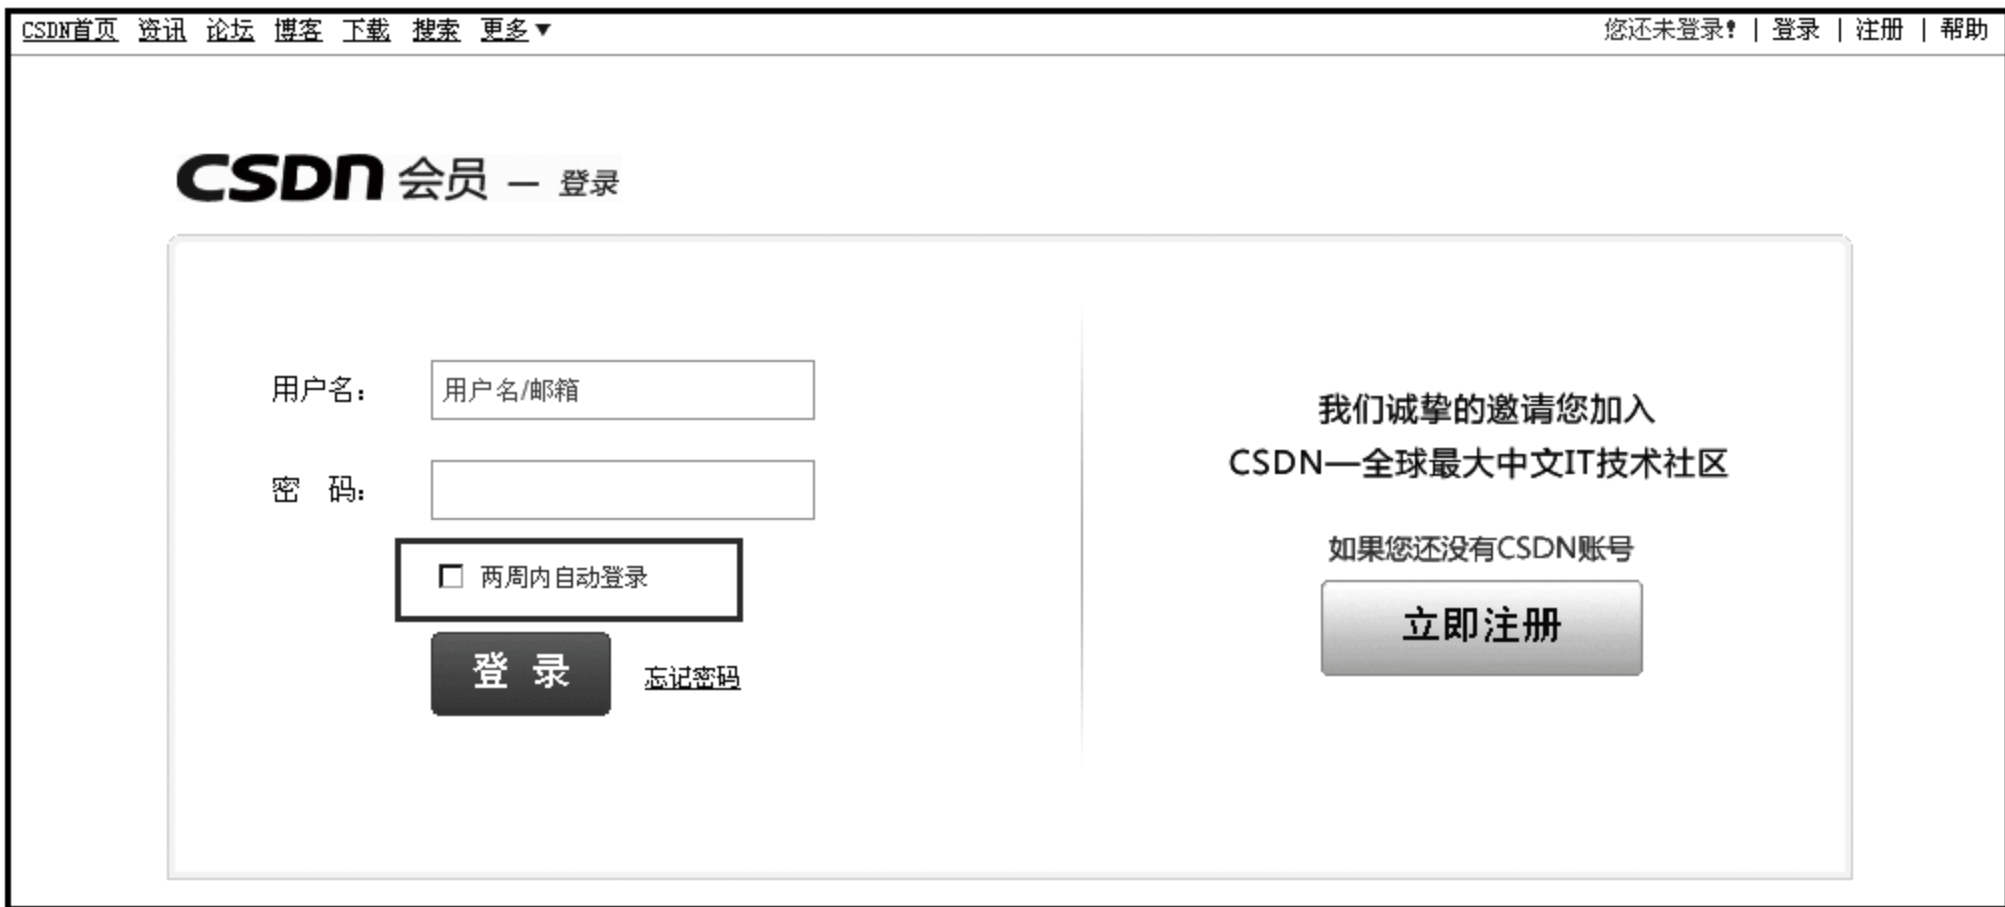 CSDN首页 资讯 论坛 博客 下载 搜索 更多▼
您还未登录! | 登录 | 注册 | 帮助
CSDN 会员 — 登录
用户名: 用户名/邮箱
密 码:
两周内自动登录
登 录 忘记密码
我们诚挚的邀请您加入
CSDN—全球最大中文IT技术社区
如果您还没有CSDN账号
立即注册